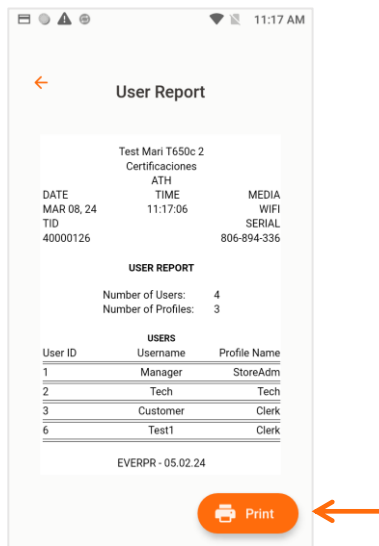 11:17 AM
User Report
Test Mari T650c 2
Certificaciones
ATH
DATE TIME MEDIA
MAR 08, 24 11:17:06 WIFI
TID SERIAL
40000126 806-894-336
USER REPORT
Number of Users: 4
Number of Profiles: 3
USERS
User ID Username Profile Name
1 Manager StoreAdm
2 Tech Tech
3 Customer Clerk
6 Test1 Clerk
EVERPR - 05.02.24
Print